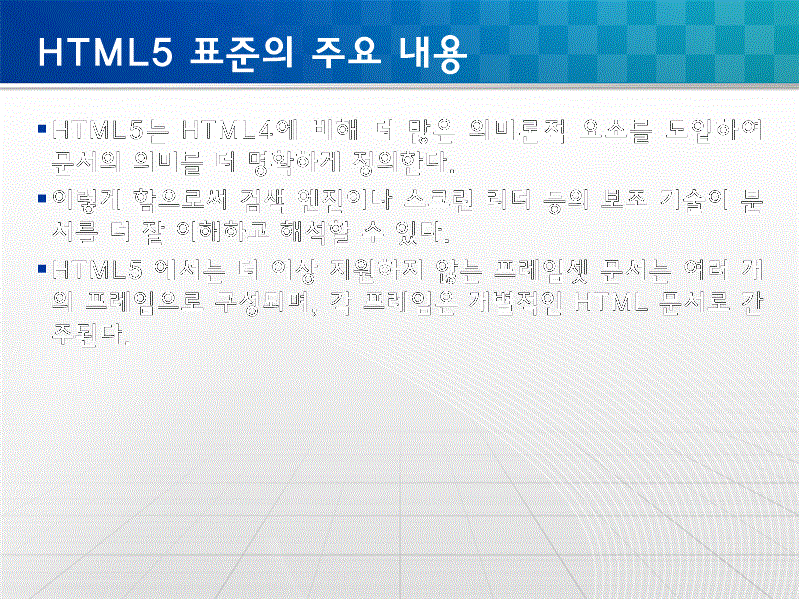 HTML5 표준의 주요 내용
HTML5는 HTML4에 비해 더 많은 의미론적 요소를 도입하여
문서의 의미를 더 명확하게 정의한다.
이렇게 함으로써 검색 엔진이나 스크린 리더 등의 보조 기술이 문
서를 더 잘 이해하고 해석할 수 있다.
HTML5 에서는 더 이상 지원하지 않는 프레임셋 문서는 여러 개
의 프레임으로 구성되며, 각 프레임은 개별적인 HTML 문서로 간
주된다.